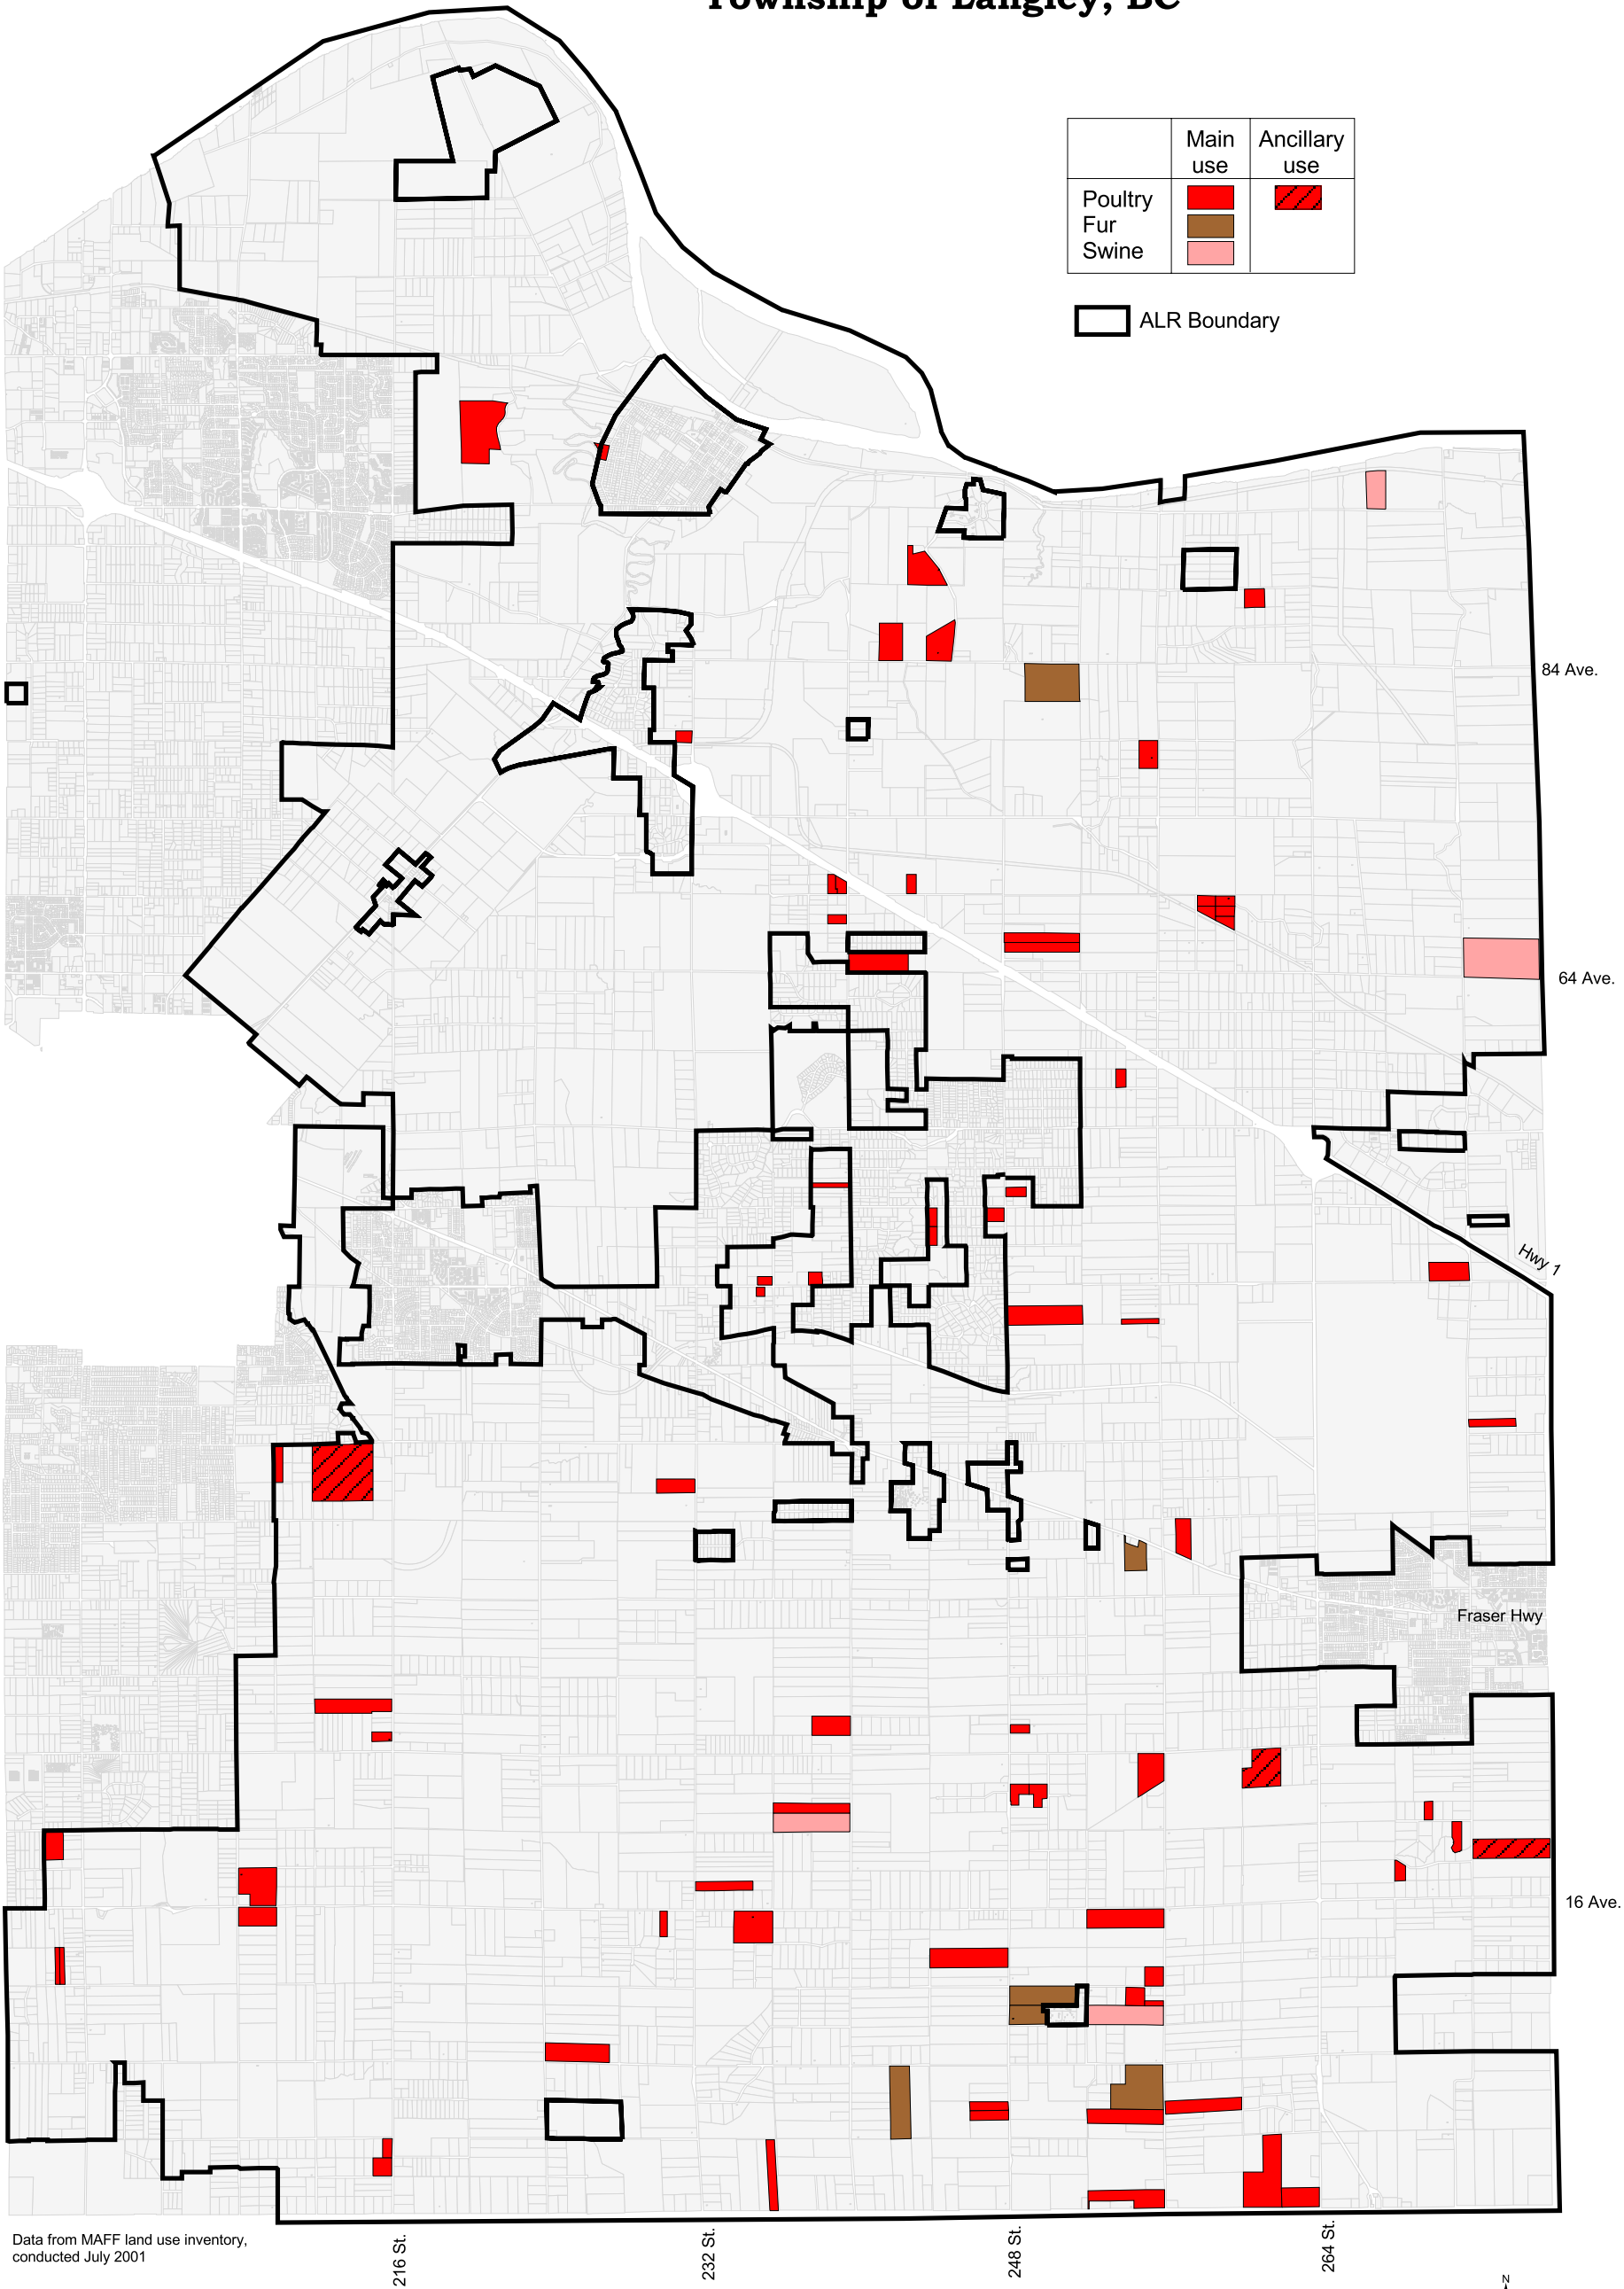 Township of Langley, BC
Main use
Ancillary use
Poultry
Fur
Swine
ALR Boundary
84 Ave.
64 Ave.
Hwy 1
Fraser Hwy
16 Ave.
Data from MAFF land use inventory,
conducted July 2001
216 St.
232 St.
248 St.
264 St.
N